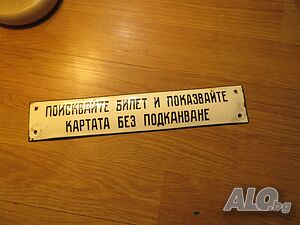 ПОИСКВАЙТЕ БИЛЕТ И ПОКАЗВАЙТЕ
КАРТАТА БЕЗ ПОДКАНВАНЕ
ALO.bg